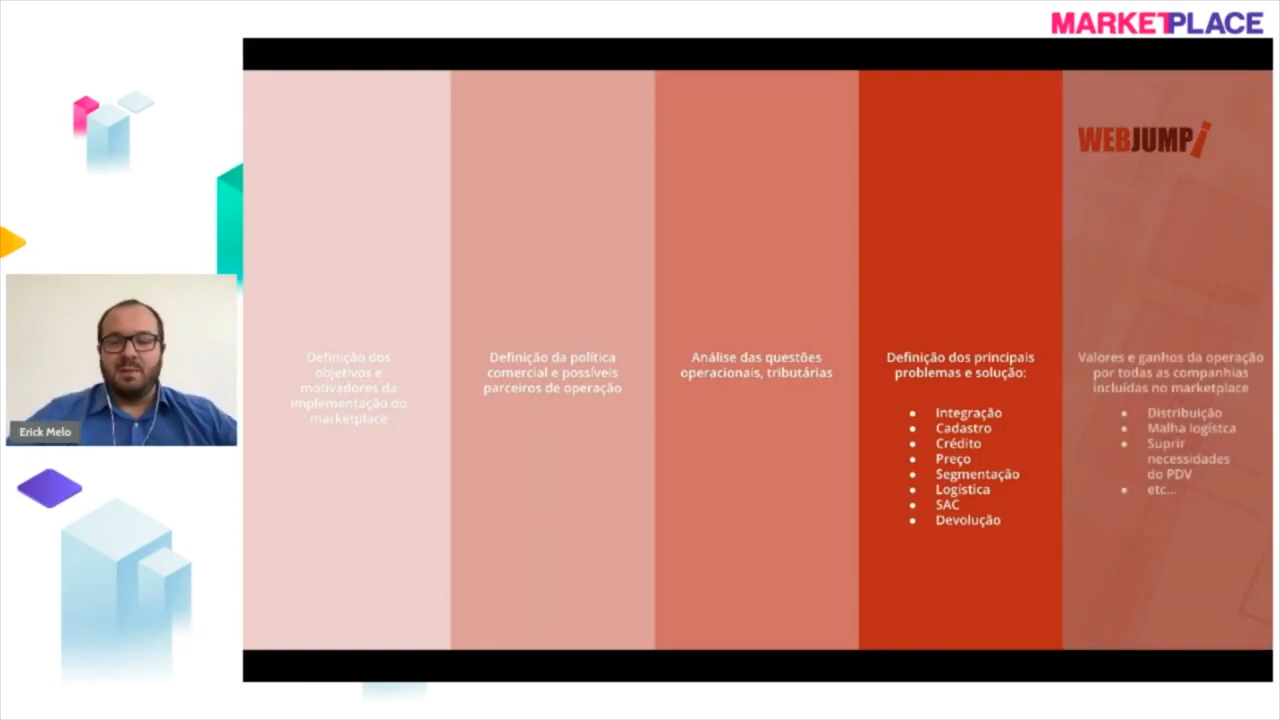 MARKETPLACE
WEBJUMP!
Definição dos
objetivos e
motivadores da
implementação do
marketplace
Definição da política
comercial e possíveis
parceiros de operação
Análise das questões
operacionais, tributárias
Definição dos principais
problemas e solução:
• Integração
• Cadastro
• Crédito
• Preço
• Segmentação
• Logística
• SAC
• Devolução
Valores e ganhos da operação
por todas as companhias
incluídas no marketplace
• Distribuição
• Malha logístca
• Suprir
necessidades
do PDV
• etc...
Erick Melo